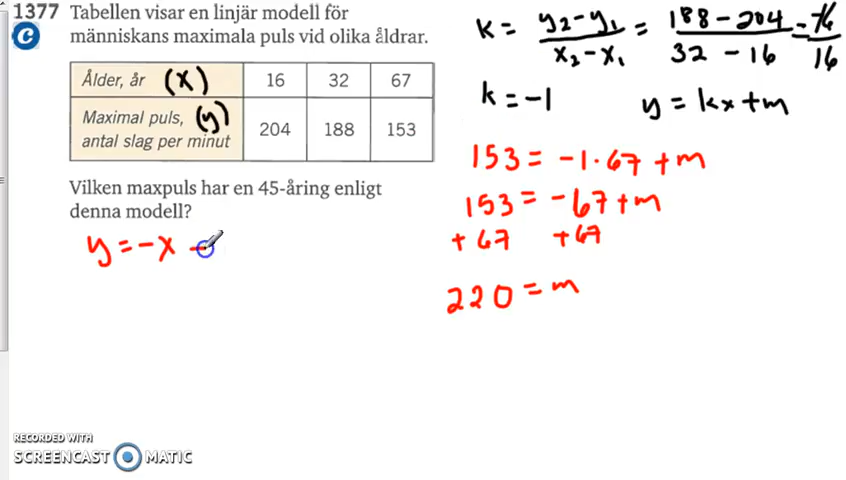 1377 Tabellen visar en linjär modell för
människans maximala puls vid olika åldrar.
C
Ålder, år (x) 16 32 67
Maximal puls, (y)
antal slag per minut 204 188 153
Vilken maxpuls har en 45-åring enligt
denna modell?
y = -x -
k = y₂-y₁ / x₂-x₁ = 188-204 / 32-16 = -16 / 16
k = -1 y = kx+m
153 = -1·67 +m
153 = -67+m
+67 +67
220 = m
RECORDED WITH
SCREENCAST MATIC